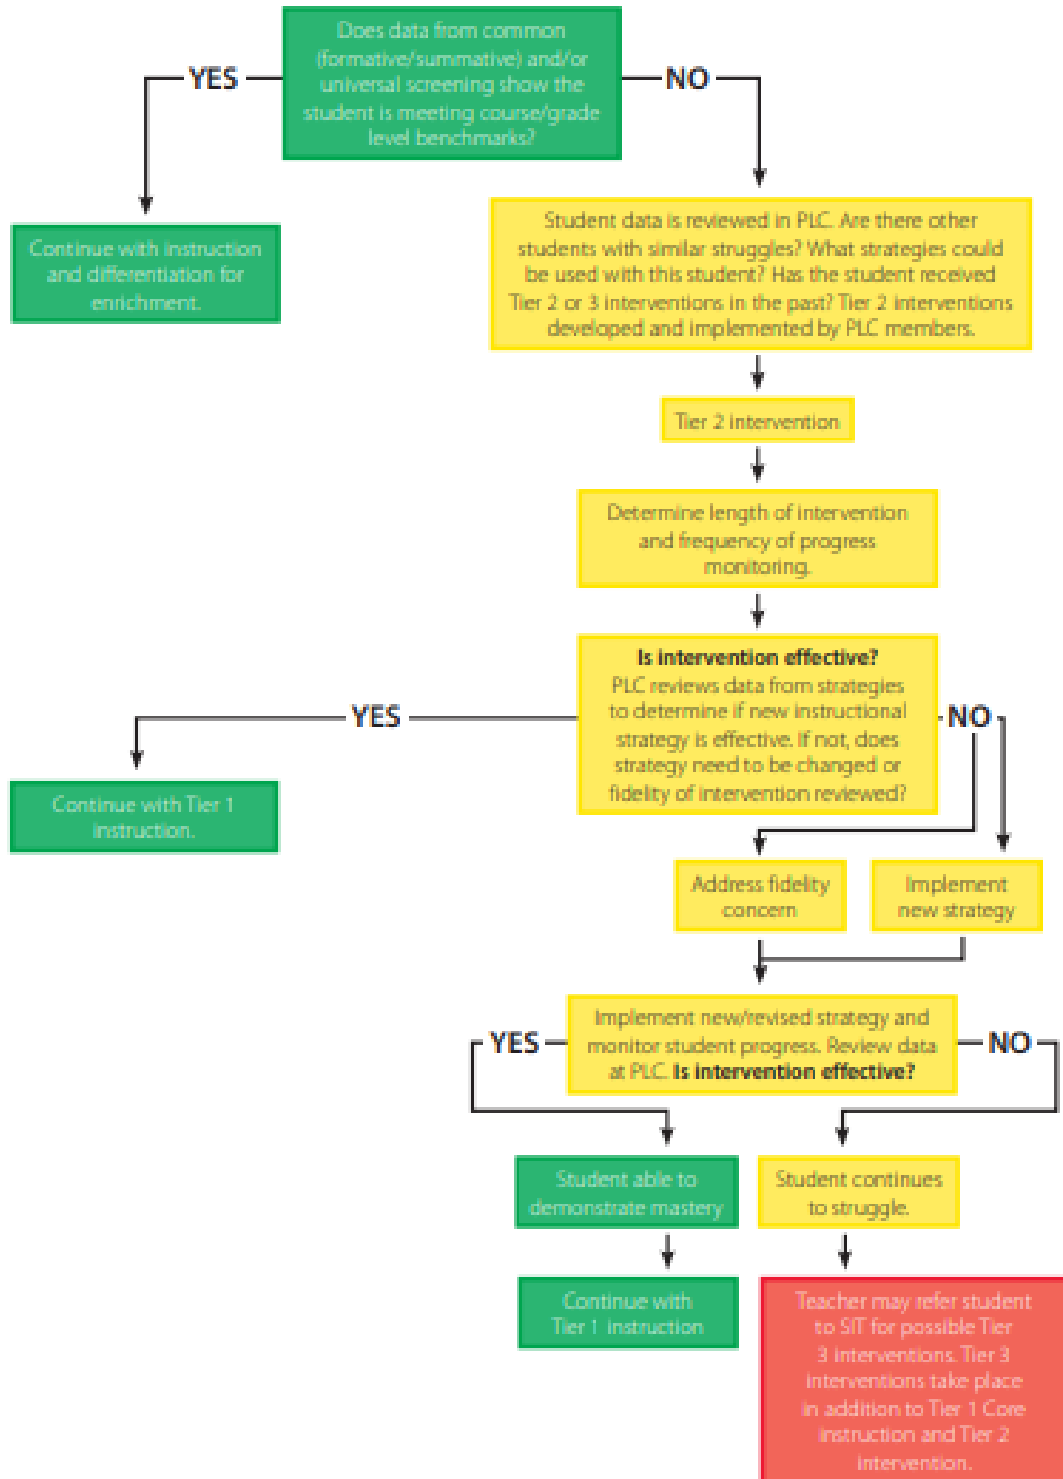 Does data from common
(formative/summative) and/or
universal screening show the
student is meeting course/grade
level benchmarks?
YES
NO
Continue with instruction
and differentiation for
enrichment.
Student data is reviewed in PLC. Are there other
students with similar struggles? What strategies could
be used with this student? Has the student received
Tier 2 or 3 interventions in the past? Tier 2 interventions
developed and implemented by PLC members.
Tier 2 intervention
Determine length of intervention
and frequency of progress
monitoring.
Is intervention effective?
PLC reviews data from strategies
to determine if new instructional
strategy is effective. If not, does
strategy need to be changed or
fidelity of intervention reviewed?
YES
NO
Continue with Tier 1
instruction.
Address fidelity
concern
Implement
new strategy
Implement new/revised strategy and
monitor student progress. Review data
at PLC. Is intervention effective?
YES
NO
Student able to
demonstrate mastery
Student continues
to struggle.
Continue with
Tier 1 instruction
Teacher may refer student
to SIT for possible Tier
3 interventions. Tier 3
interventions take place
in addition to Tier 1 Core
instruction and Tier 2
intervention.